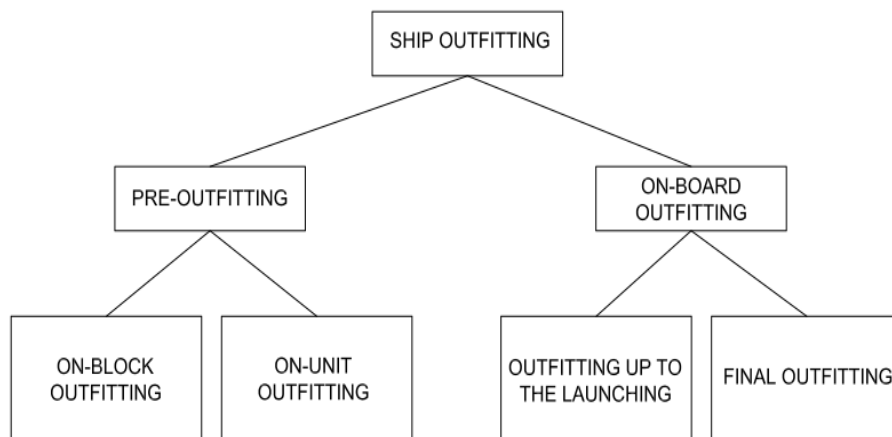 SHIP OUTFITTING
PRE-OUTFITTING
ON-BOARD
OUTFITTING
ON-BLOCK
OUTFITTING
ON-UNIT
OUTFITTING
OUTFITTING UP TO
THE LAUNCHING
FINAL OUTFITTING